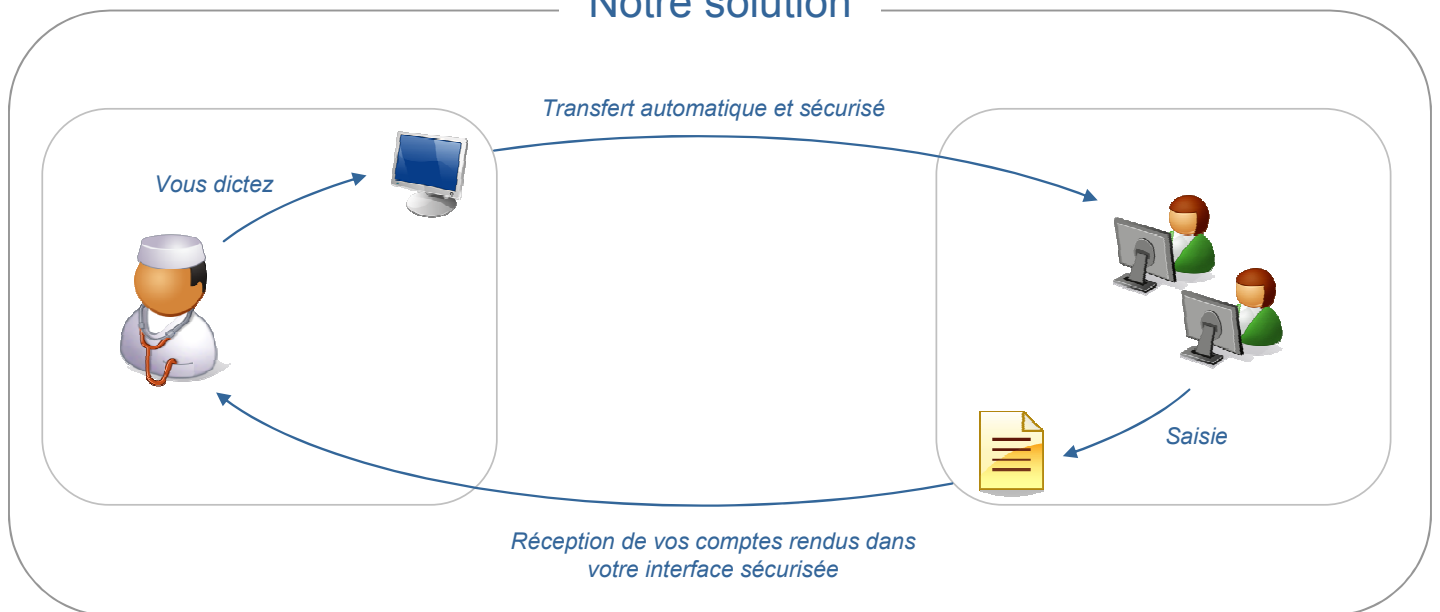 Notre solution
Transfert automatique et sécurisé
Vous dictez
Saisie
Réception de vos comptes rendus dans
votre interface sécurisée